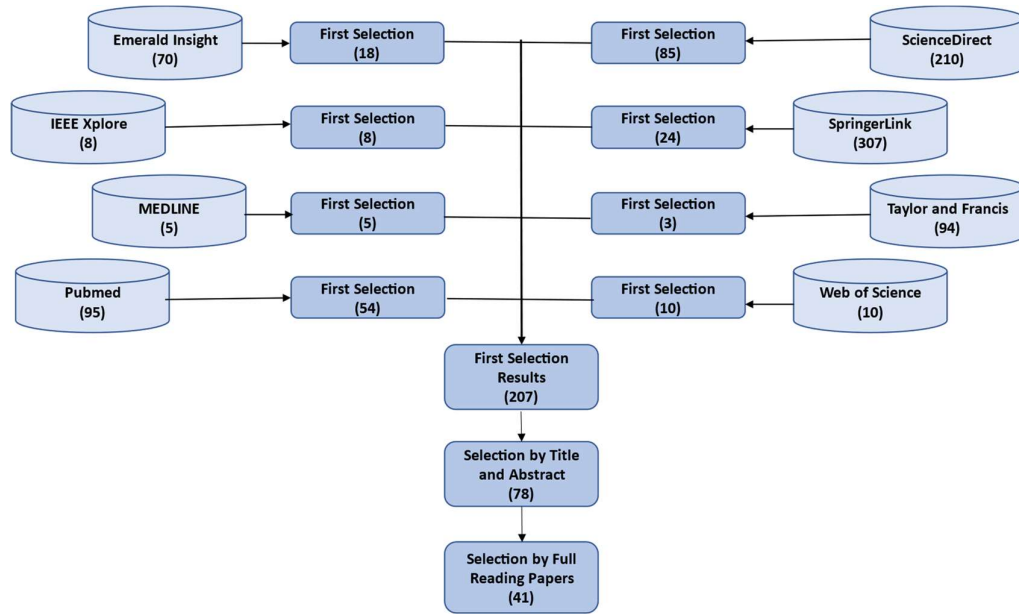 Emerald Insight
(70)
First Selection
(18)
First Selection
(85)
ScienceDirect
(210)
IEEE Xplore
(8)
First Selection
(8)
First Selection
(24)
SpringerLink
(307)
MEDLINE
(5)
First Selection
(5)
First Selection
(3)
Taylor and Francis
(94)
Pubmed
(95)
First Selection
(54)
First Selection
(10)
Web of Science
(10)
First Selection
Results
(207)
Selection by Title
and Abstract
(78)
Selection by Full
Reading Papers
(41)